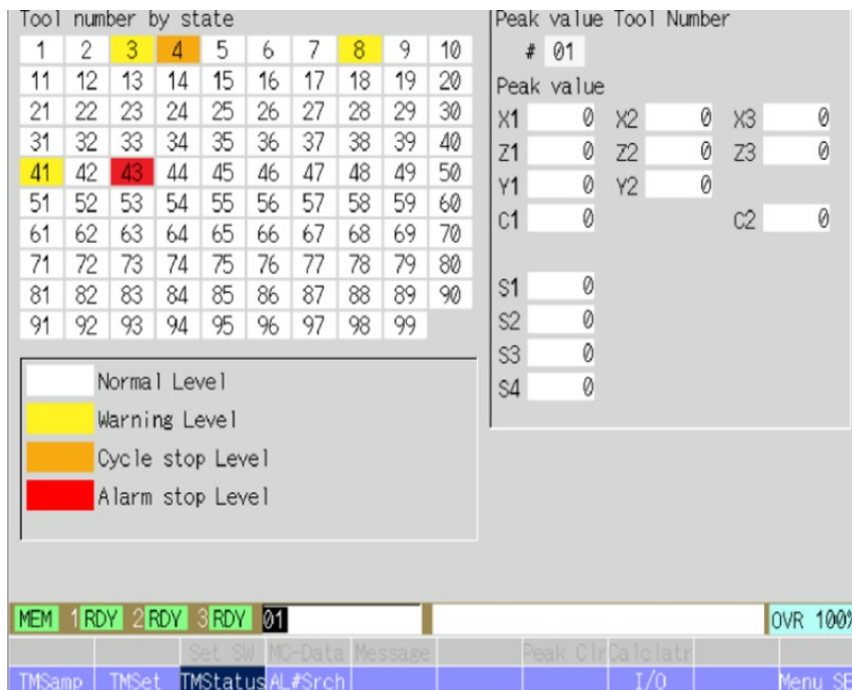 Tool number by state
1 2 3 4 5 6 7 8 9 10
11 12 13 14 15 16 17 18 19 20
21 22 23 24 25 26 27 28 29 30
31 32 33 34 35 36 37 38 39 40
41 42 43 44 45 46 47 48 49 50
51 52 53 54 55 56 57 58 59 60
61 62 63 64 65 66 67 68 69 70
71 72 73 74 75 76 77 78 79 80
81 82 83 84 85 86 87 88 89 90
91 92 93 94 95 96 97 98 99
Normal Level
Warning Level
Cycle stop Level
Alarm stop Level
Peak value Tool Number
# 01
Peak value
X1 0 X2 0 X3 0
Z1 0 Z2 0 Z3 0
Y1 0 Y2 0
C1 0 C2 0
S1 0
S2 0
S3 0
S4 0
MEM 1 RDY 2 RDY 3 RDY 01 OVR 100%
Set SW MC-Data Message Peak Clr Calclatr
TMSamp TMSet TMStatus AL#Srch I/O Menu SE